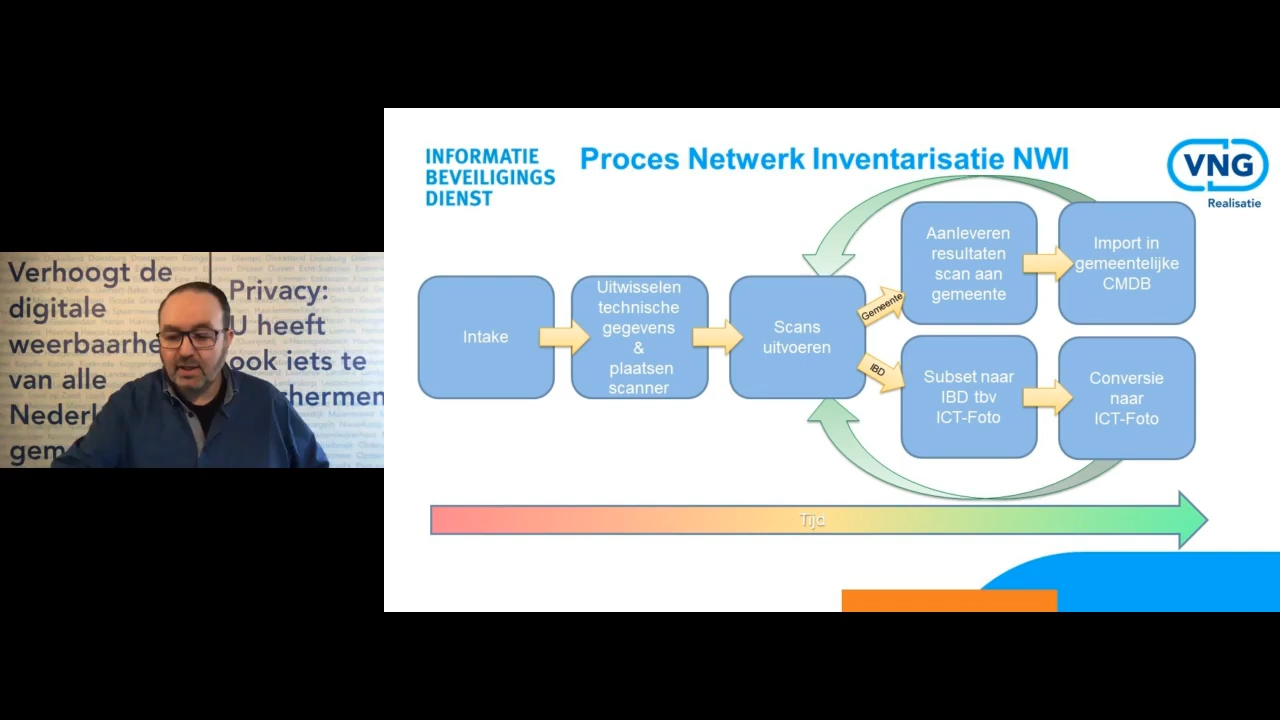 Verhoogt de
digitale
weerbaarhe
van alle
Nederl
gem
Privacy:
U heeft
ook iets te
chermen
INFORMATIE
BEVEILIGINGS
DIENST
Proces Netwerk Inventarisatie NWI
VNG
Realisatie
Intake
Uitwisselen
technische
gegevens
&
plaatsen
scanner
Scans
uitvoeren
Gemeente
IBD
Aanleveren
resultaten
scan aan
gemeente
Import in
gemeentelijke
CMDB
Subset naar
IBD tbv
ICT-Foto
Conversie
naar
ICT-Foto
Tijd